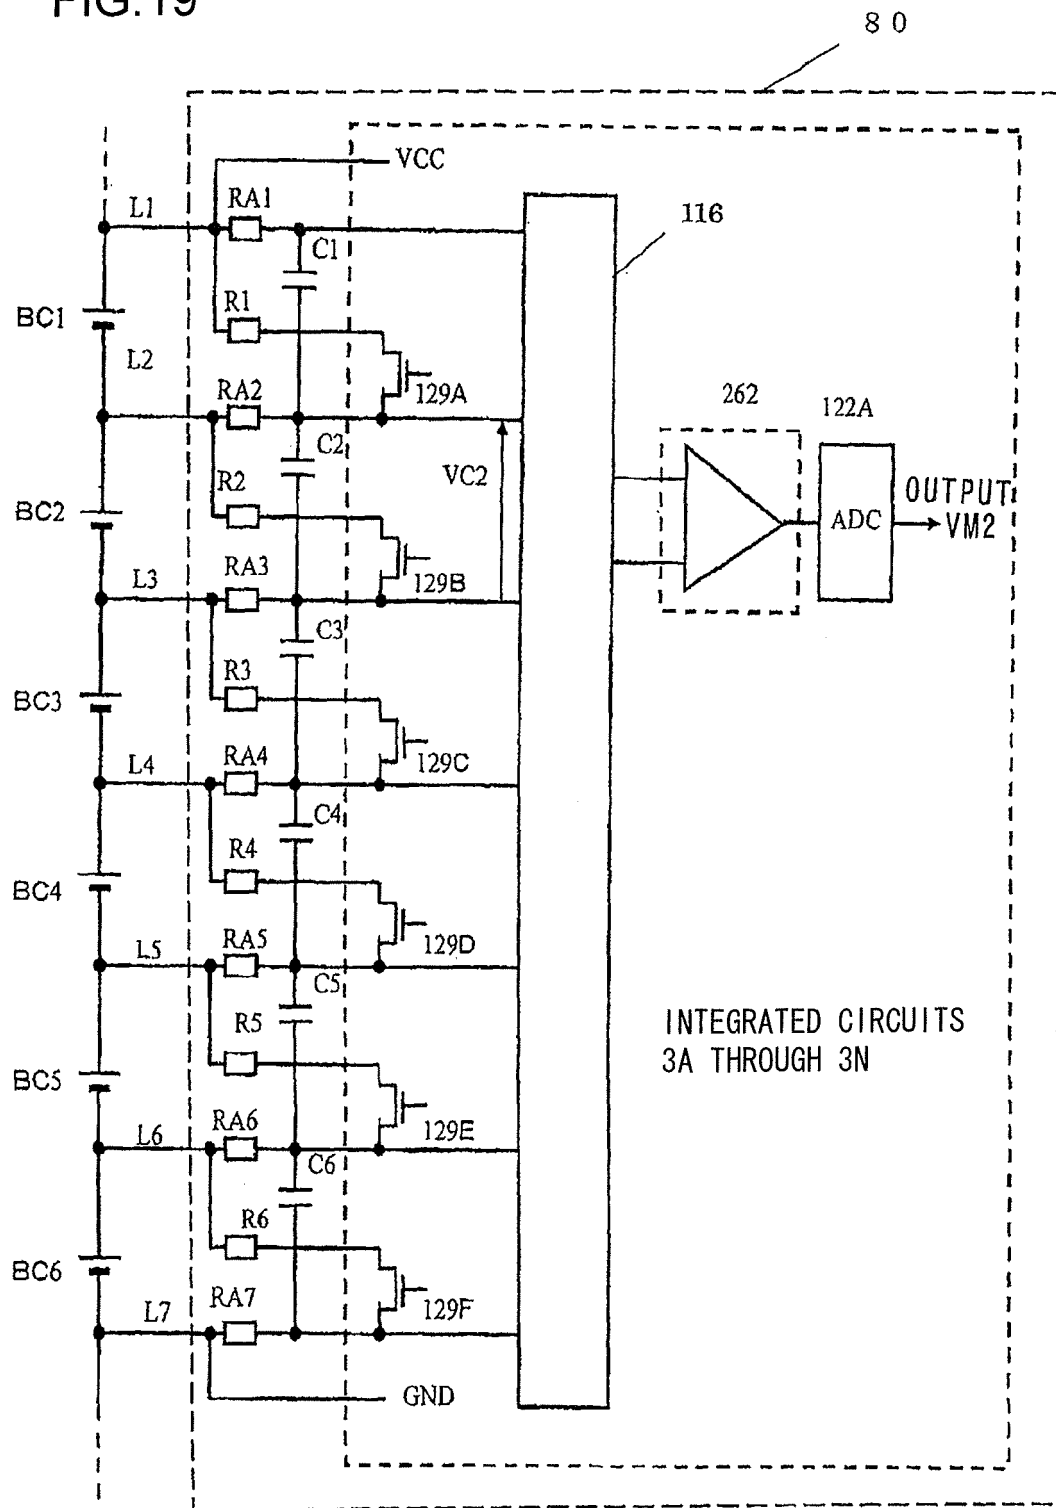 FIG. 19
80
VCC
L1
RA1
116
C1
R1
BC1
L2
129A
RA2
262
122A
C2
VC2
R2
OUTPUT
VM2
ADC
BC2
129B
L3
RA3
C3
R3
BC3
129C
L4
RA4
C4
R4
BC4
129D
L5
RA5
C5
R5
INTEGRATED CIRCUITS
3A THROUGH 3N
BC5
129E
L6
RA6
C6
R6
BC6
129F
L7
RA7
GND